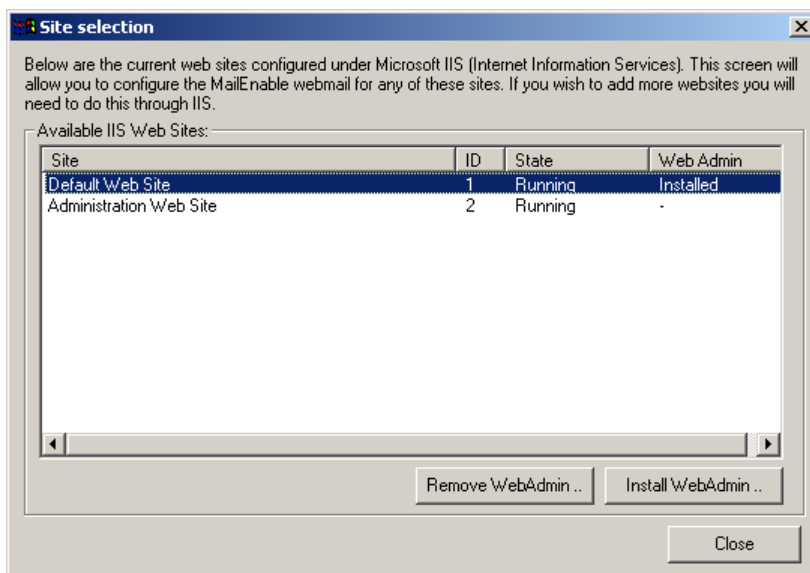 Site selection
Below are the current web sites configured under Microsoft IIS (Internet Information Services). This screen will
allow you to configure the MailEnable webmail for any of these sites. If you wish to add more websites you will
need to do this through IIS.
Available IIS Web Sites:
Site ID State Web Admin
Default Web Site 1 Running Installed
Administration Web Site 2 Running -
Remove WebAdmin .. Install WebAdmin ..
Close